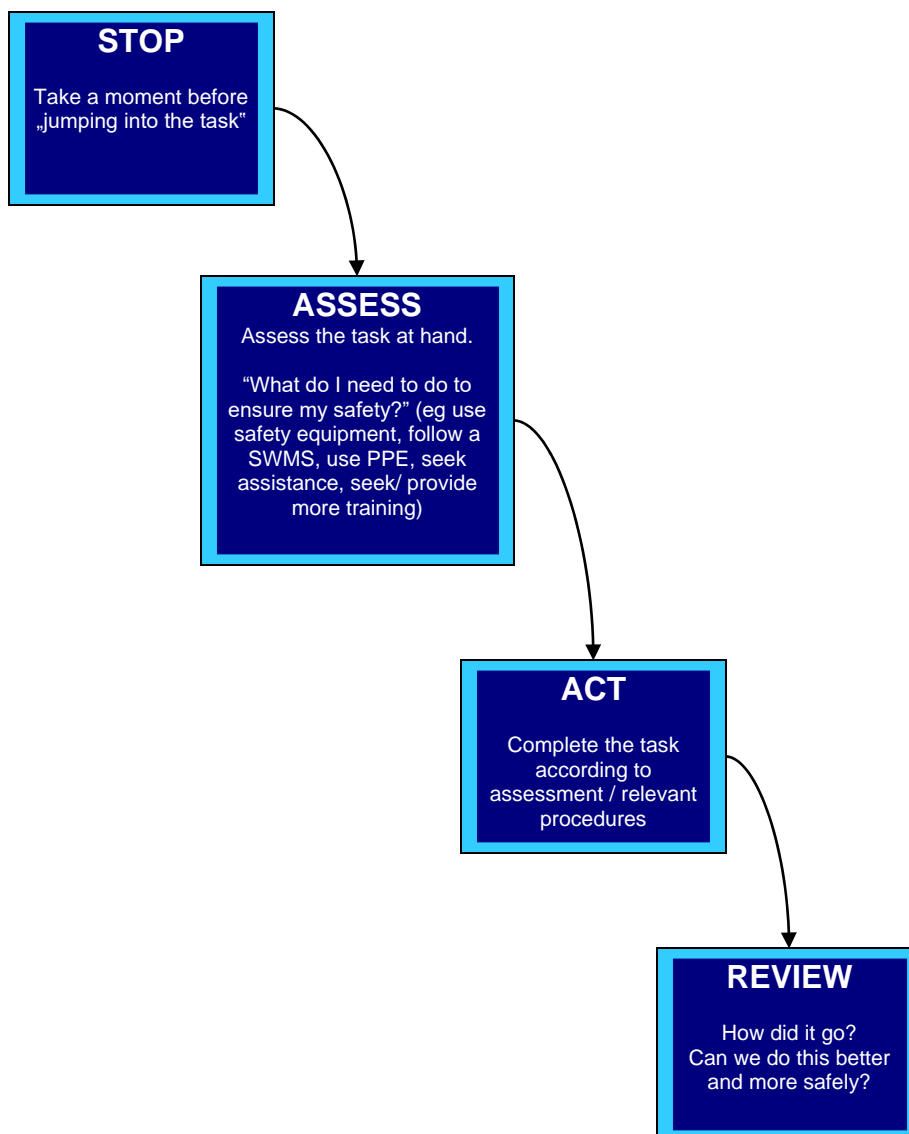 STOP
Take a moment before
„jumping into the task‟
ASSESS
Assess the task at hand.
“What do I need to do to
ensure my safety?” (eg use
safety equipment, follow a
SWMS, use PPE, seek
assistance, seek/ provide
more training)
ACT
Complete the task
according to
assessment / relevant
procedures
REVIEW
How did it go?
Can we do this better
and more safely?